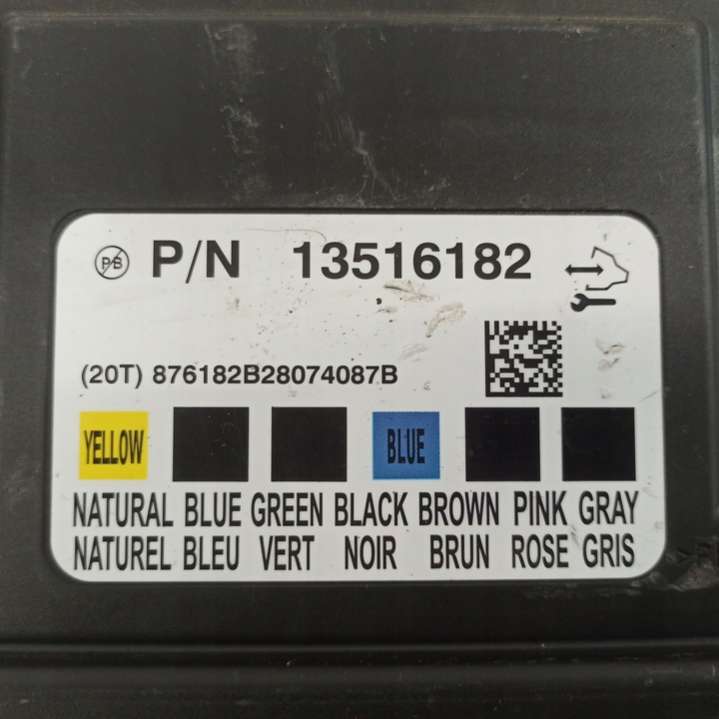 PB P/N 13516182
(20T) 876182B28074087B
YELLOW BLUE
NATURAL BLUE GREEN BLACK BROWN PINK GRAY
NATUREL BLEU VERT NOIR BRUN ROSE GRIS